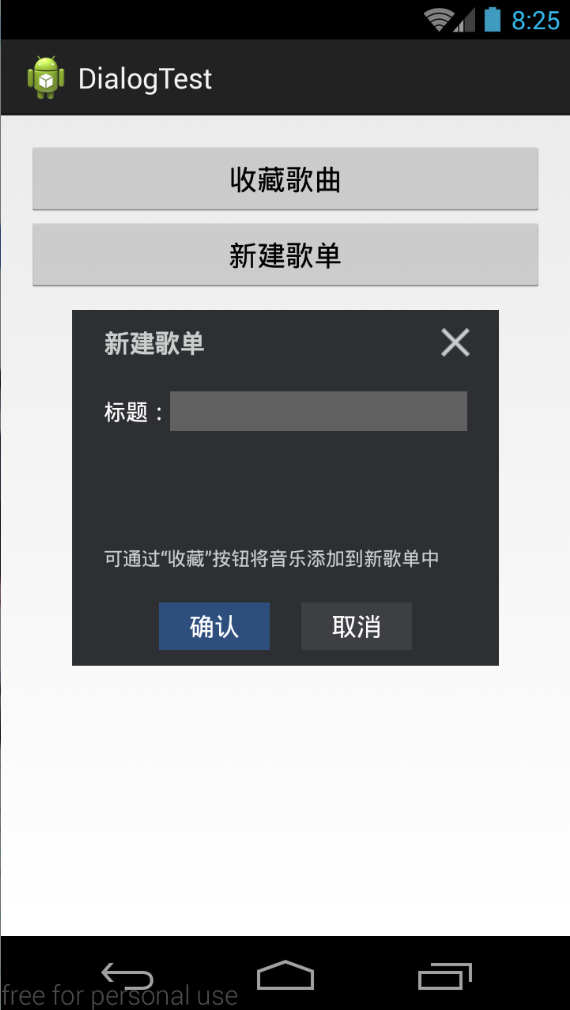 8:25
DialogTest
收藏歌曲
新建歌单
新建歌单
标题：
可通过“收藏”按钮将音乐添加到新歌单中
确认 取消
free for personal use